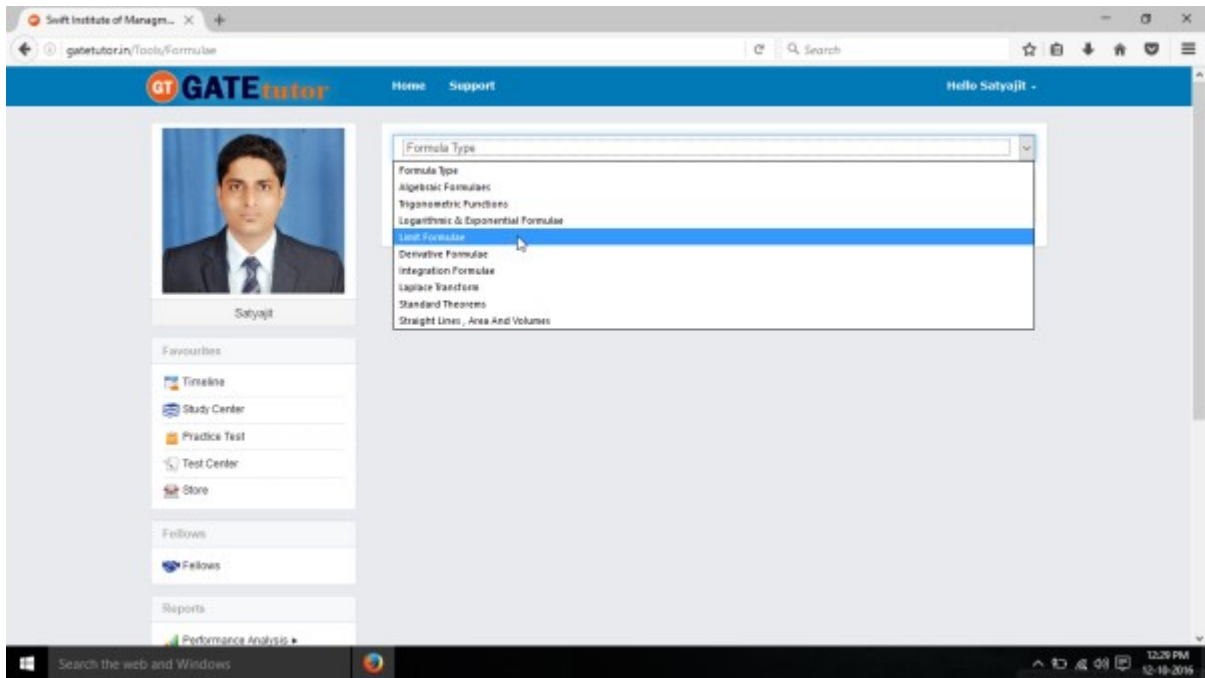 Swift Institute of Managm...
gatetutor.in/Tools/Formulae
Search
GT GATEtutor
Home Support
Hello Satyajit
Formula Type
Formula Type
Algebraic Formulaes
Trigonometric Functions
Logarithmic & Exponential Formulae
Limit Formulae
Derivative Formulae
Integration Formulae
Laplace Transform
Standard Theorems
Straight Lines , Area And Volumes
Satyajit
Favourites
Timeline
Study Center
Practice Test
Test Center
Store
Fellows
Fellows
Reports
Performance Analysis
Search the web and Windows
12:29 PM
12-10-2016